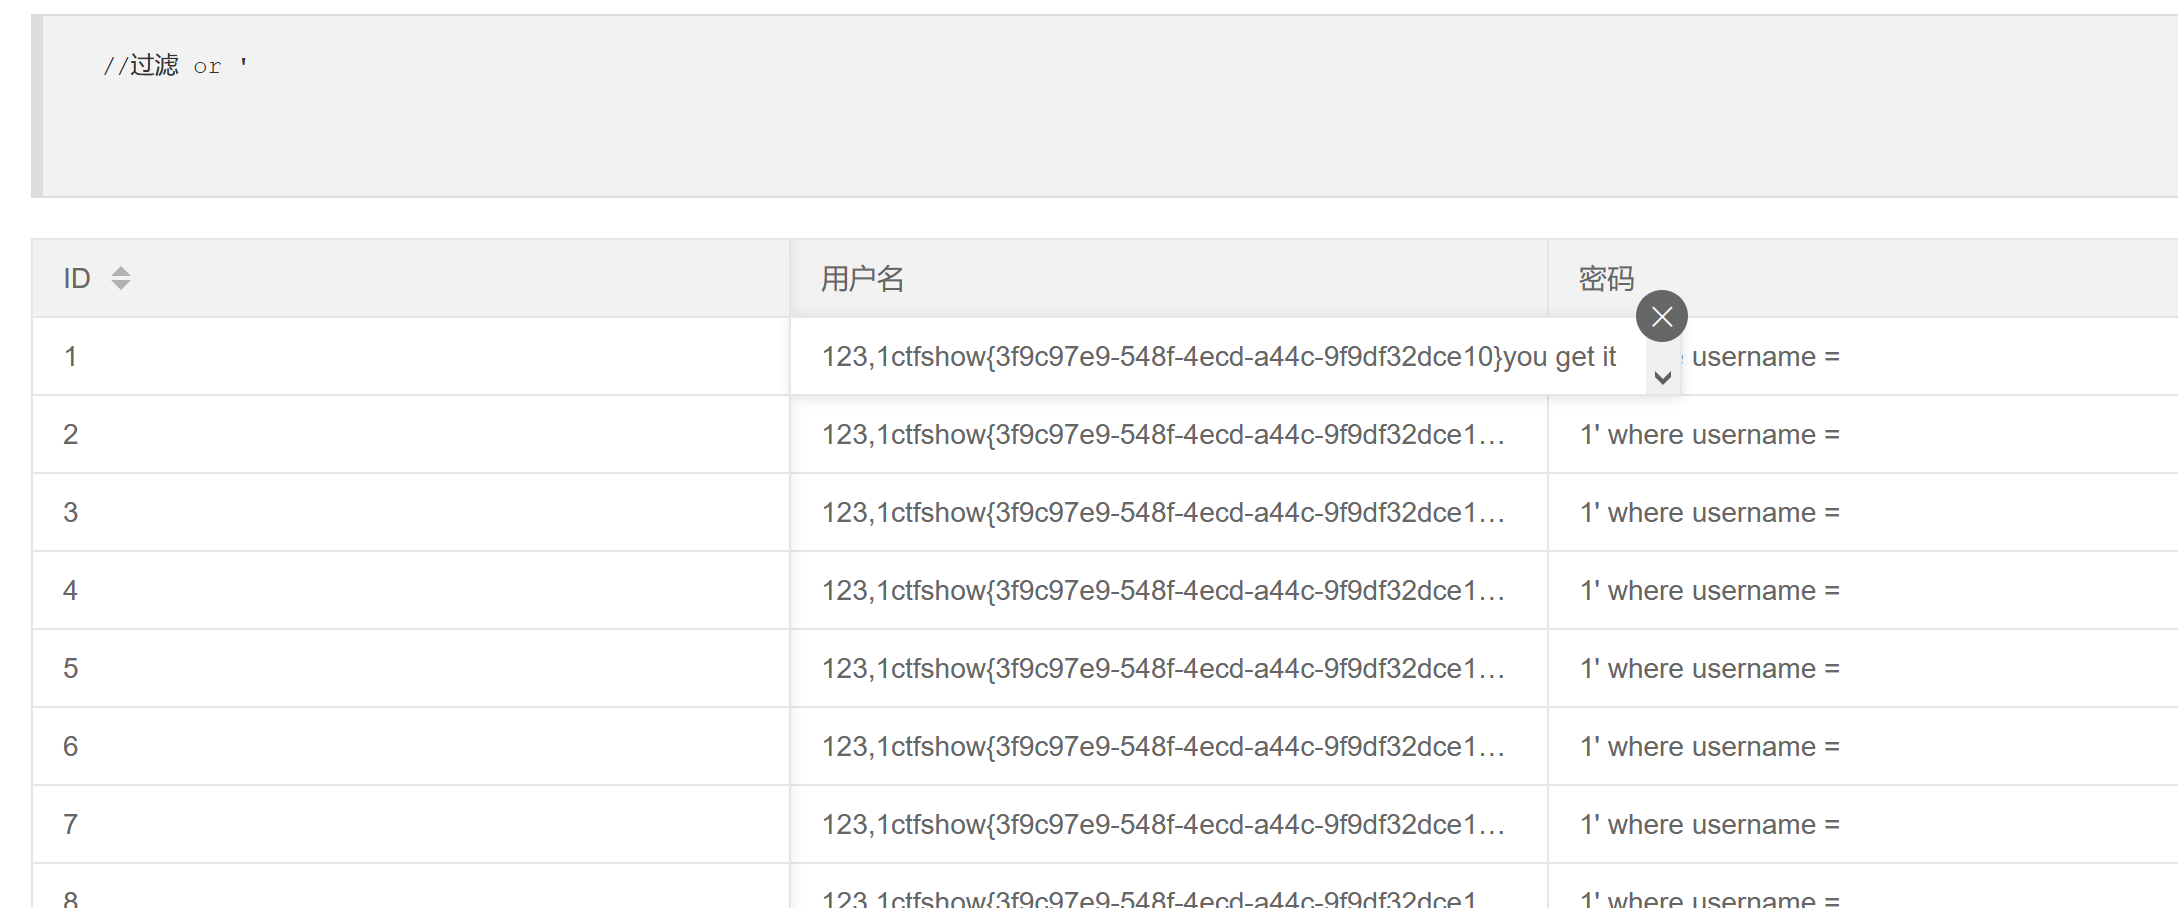 //过滤 or '
ID 用户名 密码
1 123,1ctfshow{3f9c97e9-548f-4ecd-a44c-9f9df32dce10}you get it username =
2 123,1ctfshow{3f9c97e9-548f-4ecd-a44c-9f9df32dce1… 1' where username =
3 123,1ctfshow{3f9c97e9-548f-4ecd-a44c-9f9df32dce1… 1' where username =
4 123,1ctfshow{3f9c97e9-548f-4ecd-a44c-9f9df32dce1… 1' where username =
5 123,1ctfshow{3f9c97e9-548f-4ecd-a44c-9f9df32dce1… 1' where username =
6 123,1ctfshow{3f9c97e9-548f-4ecd-a44c-9f9df32dce1… 1' where username =
7 123,1ctfshow{3f9c97e9-548f-4ecd-a44c-9f9df32dce1… 1' where username =
8 123,1ctfshow{3f9c97e9-548f-4ecd-a44c-9f9df32dce1… 1' where username =